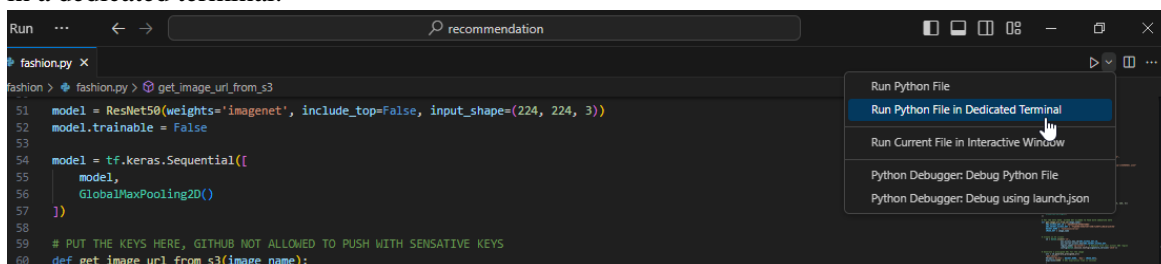 in a dedicated terminal.
Run ... recommendation
fashion.py
fashion > fashion.py > get_image_url_from_s3
Run Python File
Run Python File in Dedicated Terminal
Run Current File in Interactive Window
Python Debugger: Debug Python File
Python Debugger: Debug using launch.json
51 model = ResNet50(weights='imagenet', include_top=False, input_shape=(224, 224, 3))
52 model.trainable = False
53
54 model = tf.keras.Sequential([
55 model,
56 GlobalMaxPooling2D()
57 ])
58
59 # PUT THE KEYS HERE, GITHUB NOT ALLOWED TO PUSH WITH SENSATIVE KEYS
60 def get_image_url_from_s3(image_name):